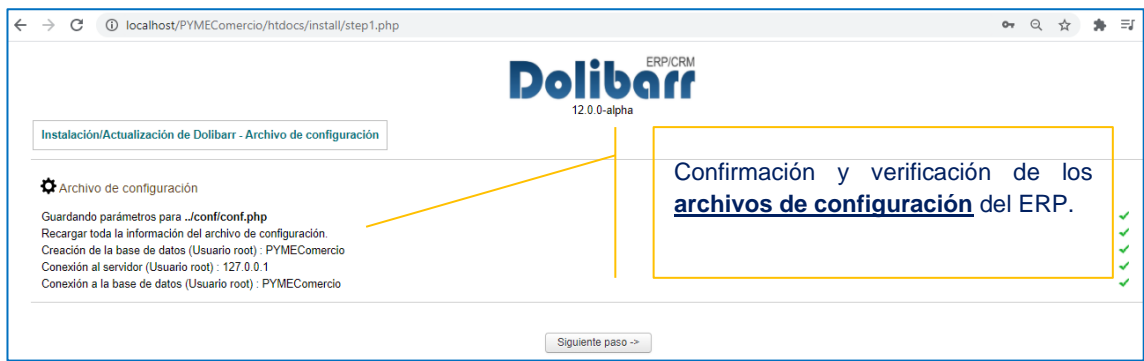 localhost/PYMEComercio/htdocs/install/step1.php
Dolibarr ERP/CRM
12.0.0-alpha
Instalación/Actualización de Dolibarr - Archivo de configuración
Archivo de configuración
Guardando parámetros para ../conf/conf.php
Recargar toda la información del archivo de configuración.
Creación de la base de datos (Usuario root) : PYMEComercio
Conexión al servidor (Usuario root) : 127.0.0.1
Conexión a la base de datos (Usuario root) : PYMEComercio
Confirmación y verificación de los
archivos de configuración del ERP.
Siguiente paso ->